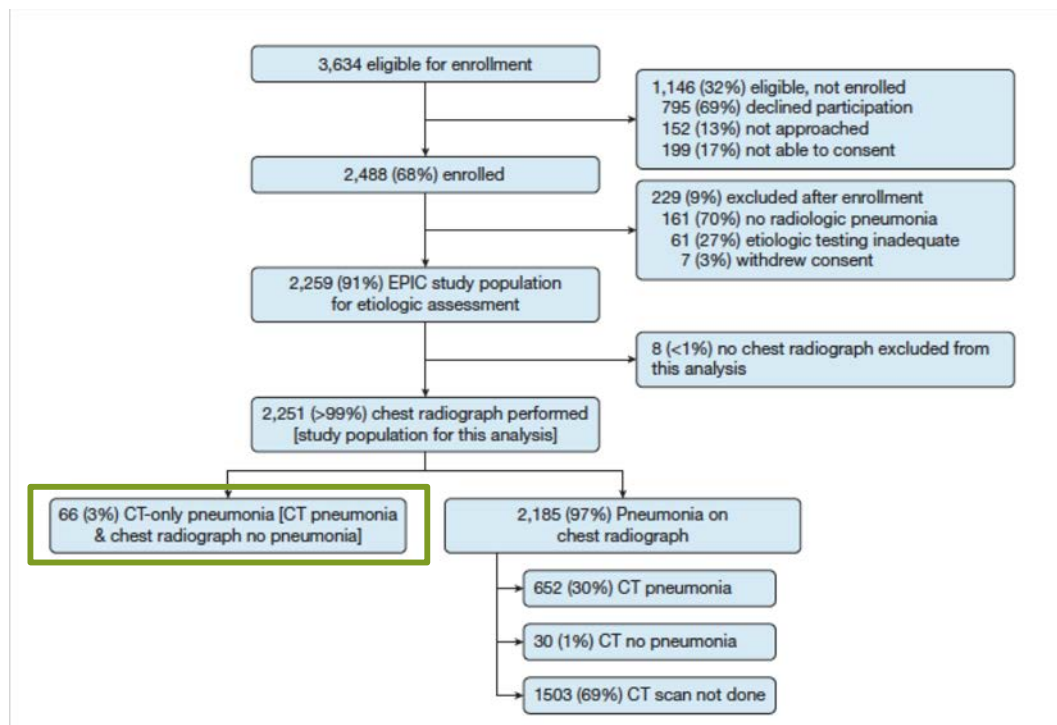 3,634 eligible for enrollment
1,146 (32%) eligible, not enrolled
795 (69%) declined participation
152 (13%) not approached
199 (17%) not able to consent
2,488 (68%) enrolled
229 (9%) excluded after enrollment
161 (70%) no radiologic pneumonia
61 (27%) etiologic testing inadequate
7 (3%) withdrew consent
2,259 (91%) EPIC study population
for etiologic assessment
8 (<1%) no chest radiograph excluded from
this analysis
2,251 (>99%) chest radiograph performed
[study population for this analysis]
66 (3%) CT-only pneumonia [CT pneumonia
& chest radiograph no pneumonia]
2,185 (97%) Pneumonia on
chest radiograph
652 (30%) CT pneumonia
30 (1%) CT no pneumonia
1503 (69%) CT scan not done